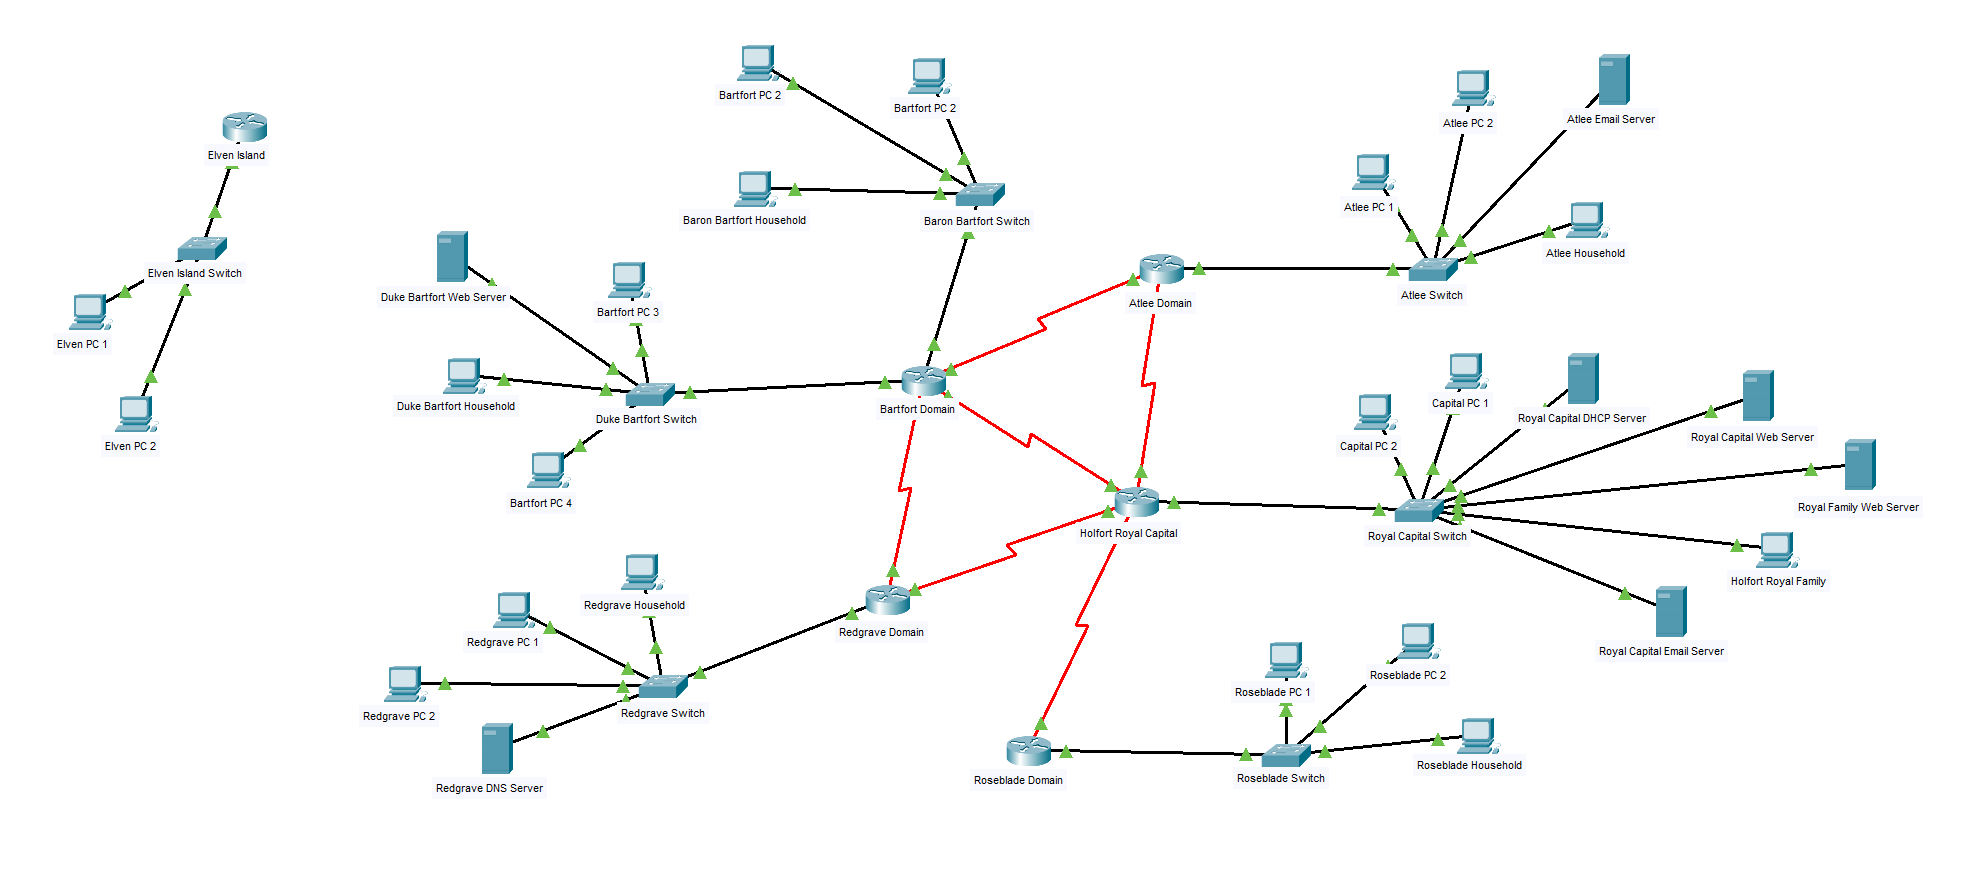 Elven Island
Elven Island Switch
Elven PC 1
Elven PC 2
Bartfort PC 2
Bartfort PC 2
Baron Bartfort Household
Baron Bartfort Switch
Duke Bartfort Web Server
Bartfort PC 3
Duke Bartfort Household
Duke Bartfort Switch
Bartfort PC 4
Bartfort Domain
Atlee PC 2
Atlee Email Server
Atlee PC 1
Atlee Household
Atlee Domain
Atlee Switch
Capital PC 1
Royal Capital DHCP Server
Capital PC 2
Royal Capital Web Server
Royal Family Web Server
Holfort Royal Capital
Royal Capital Switch
Holfort Royal Family
Royal Capital Email Server
Redgrave Household
Redgrave PC 1
Redgrave Domain
Redgrave PC 2
Redgrave Switch
Redgrave DNS Server
Roseblade PC 1
Roseblade PC 2
Roseblade Household
Roseblade Domain
Roseblade Switch